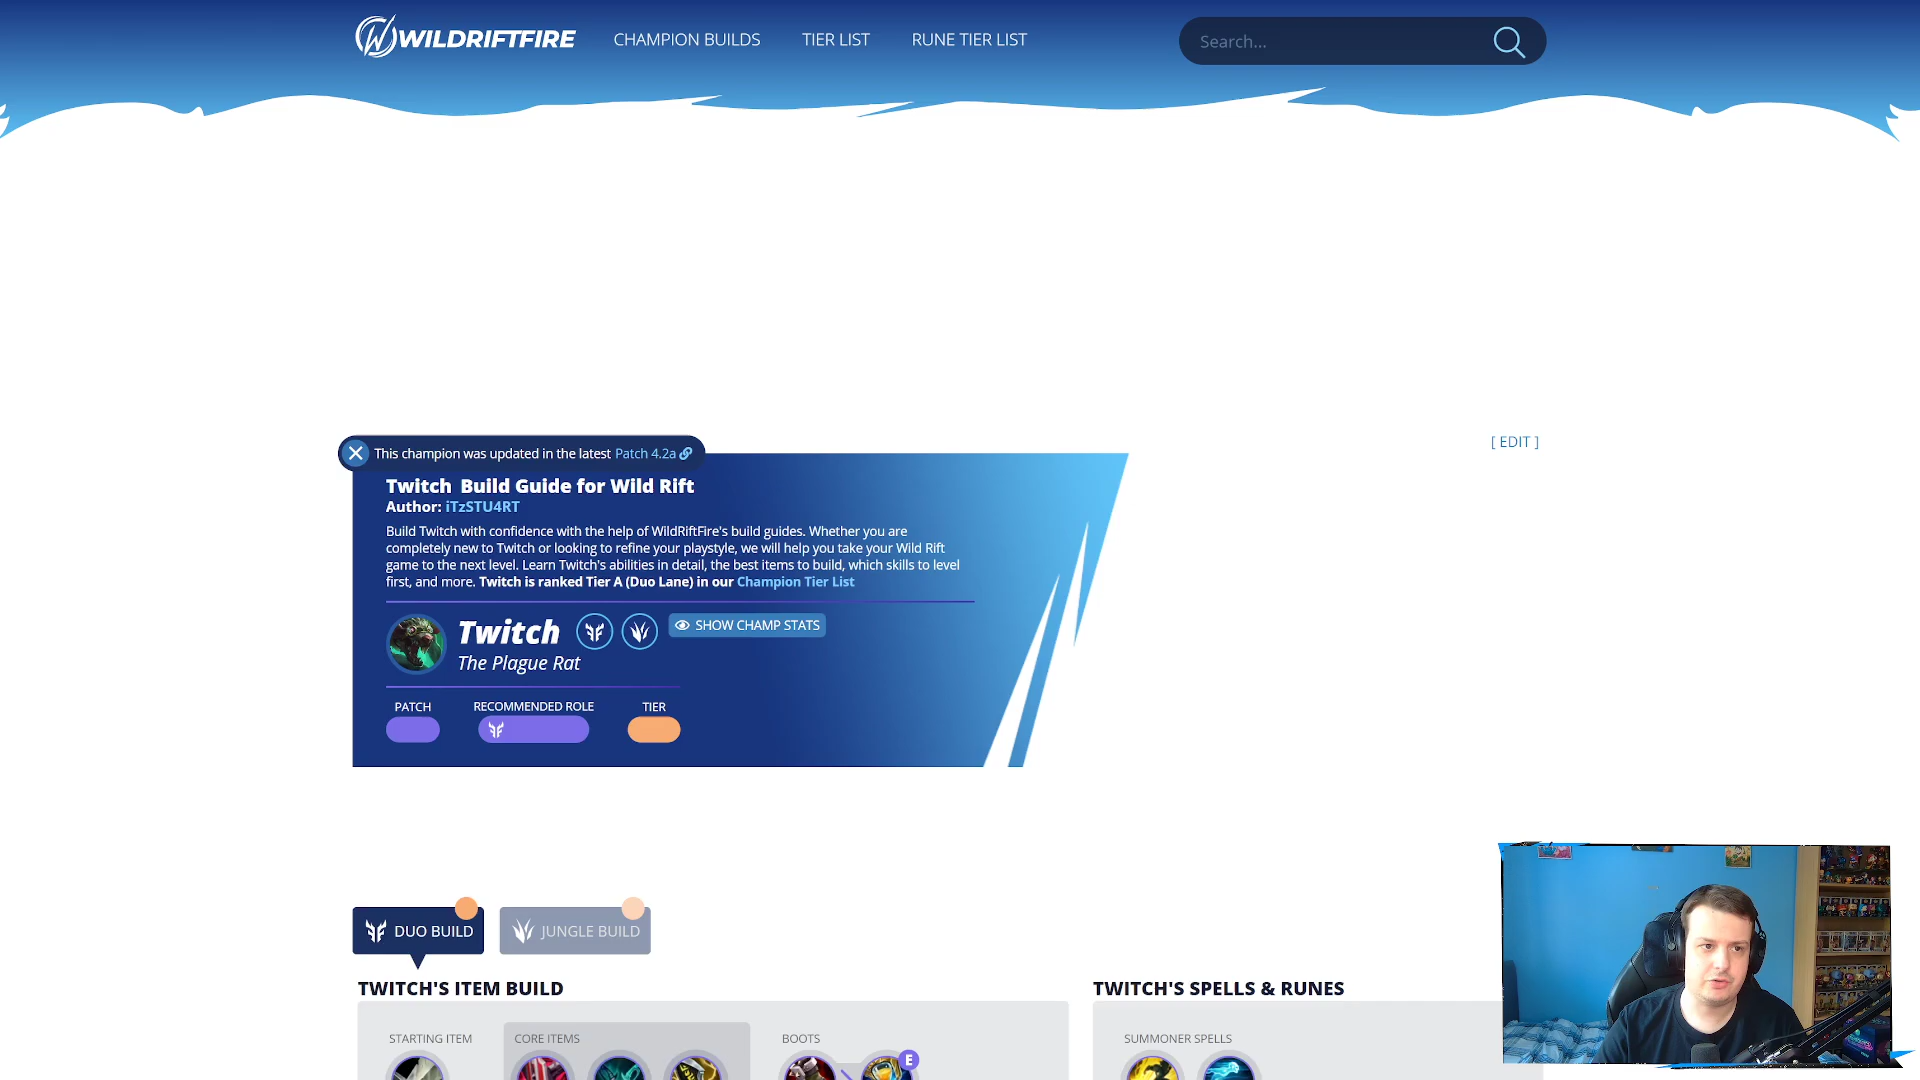 WILDRIFTFIRE
CHAMPION BUILDS
TIER LIST
RUNE TIER LIST
Search...
[ EDIT ]
This champion was updated in the latest Patch 4.2a
Twitch Build Guide for Wild Rift
Author: iTzSTU4RT
Build Twitch with confidence with the help of WildRiftFire's build guides. Whether you are
completely new to Twitch or looking to refine your playstyle, we will help you take your Wild Rift
game to the next level. Learn Twitch's abilities in detail, the best items to build, which skills to level
first, and more. Twitch is ranked Tier A (Duo Lane) in our Champion Tier List
Twitch
SHOW CHAMP STATS
The Plague Rat
PATCH
RECOMMENDED ROLE
TIER
DUO BUILD
JUNGLE BUILD
TWITCH'S ITEM BUILD
TWITCH'S SPELLS & RUNES
STARTING ITEM
CORE ITEMS
BOOTS
SUMMONER SPELLS
E